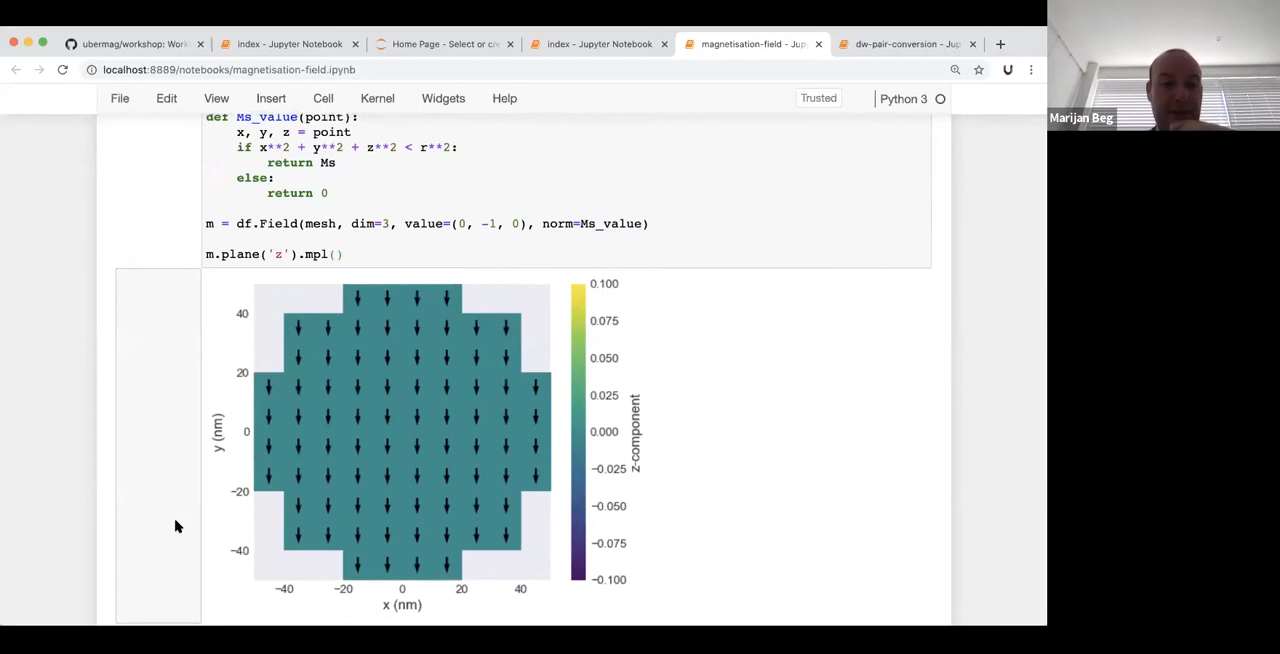 ubermag/workshop: Work
index - Jupyter Notebook
Home Page - Select or cre
index - Jupyter Notebook
magnetisation-field - Jup
dw-pair-conversion - Ju
localhost:8889/notebooks/magnetisation-field.ipynb
File Edit View Insert Cell Kernel Widgets Help
Trusted
Python 3
def Ms_value(point):
x, y, z = point
if x**2 + y**2 + z**2 < r**2:
return Ms
else:
return 0
m = df.Field(mesh, dim=3, value=(0, -1, 0), norm=Ms_value)
m.plane('z').mpl()
40
20
0
−20
−40
y (nm)
−40 −20 0 20 40
x (nm)
0.100
0.075
0.050
0.025
0.000
−0.025
−0.050
−0.075
−0.100
z-component
Marijan Beg